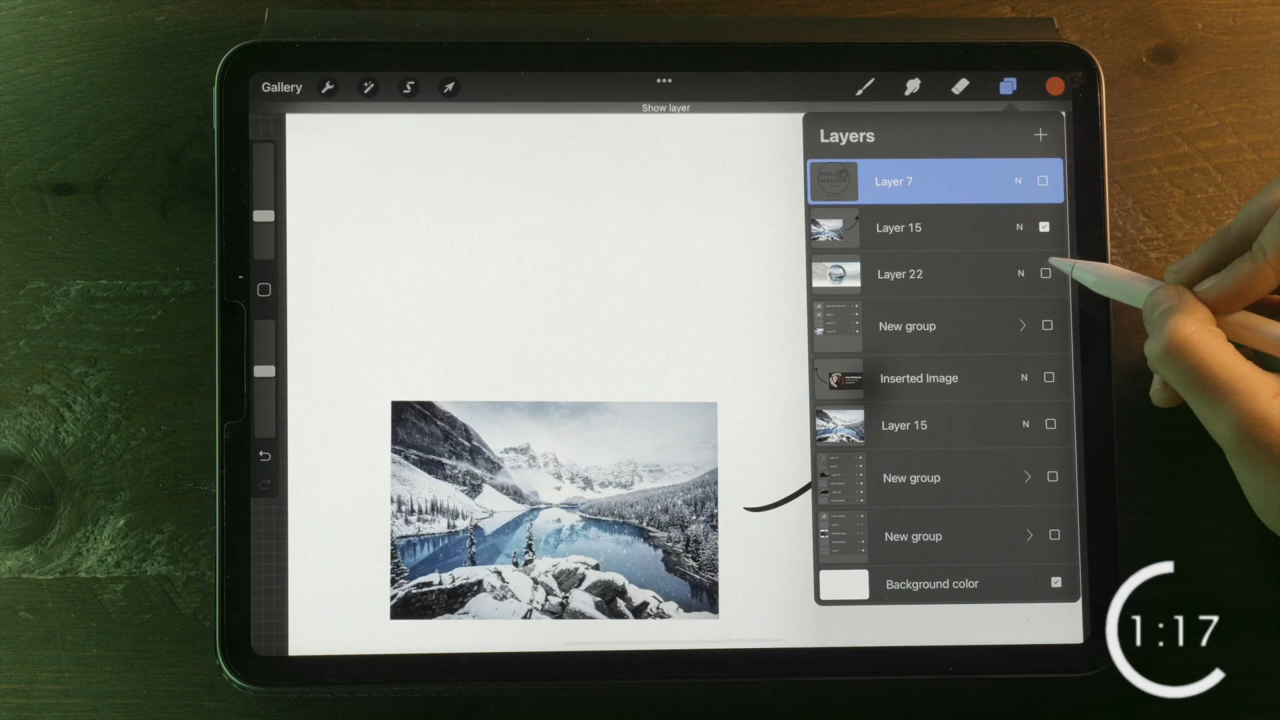 Gallery
Show layer
Layers
Layer 7 N
Layer 15 N
Layer 22 N
New group
Inserted Image N
Layer 15 N
New group
New group
Background color
1:17